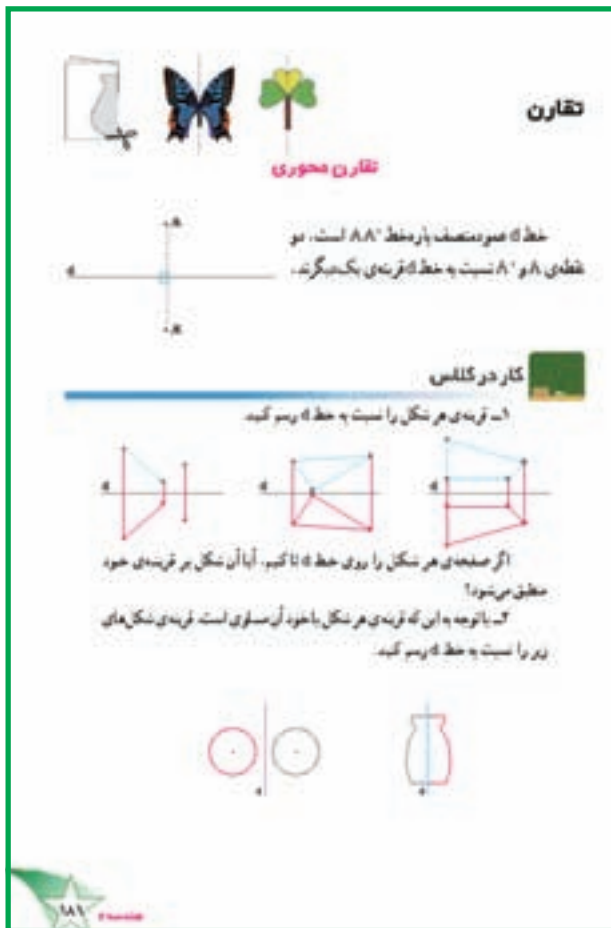 تقارن
تقارن محوری
A
خط d عمودمنصف پاره‌خط AA' است. دو
d
نقطه‌ی A و A' نسبت به خط d قرینه‌ی یک‌دیگرند.
کار در کلاس
۱ــ قرینه‌ی هر شکل را نسبت به خط d رسم کنید.
d d d
اگر صفحه‌ی هر شکل را روی خط d تا کنیم، آیا آن شکل بر قرینه‌ی خود
منطبق می‌شود؟
۲ــ با توجه به این که قرینه‌ی هر شکل با خود آن مساوی است، قرینه‌ی شکل‌های
زیر را نسبت به خط d رسم کنید.
d d
۱۸۹